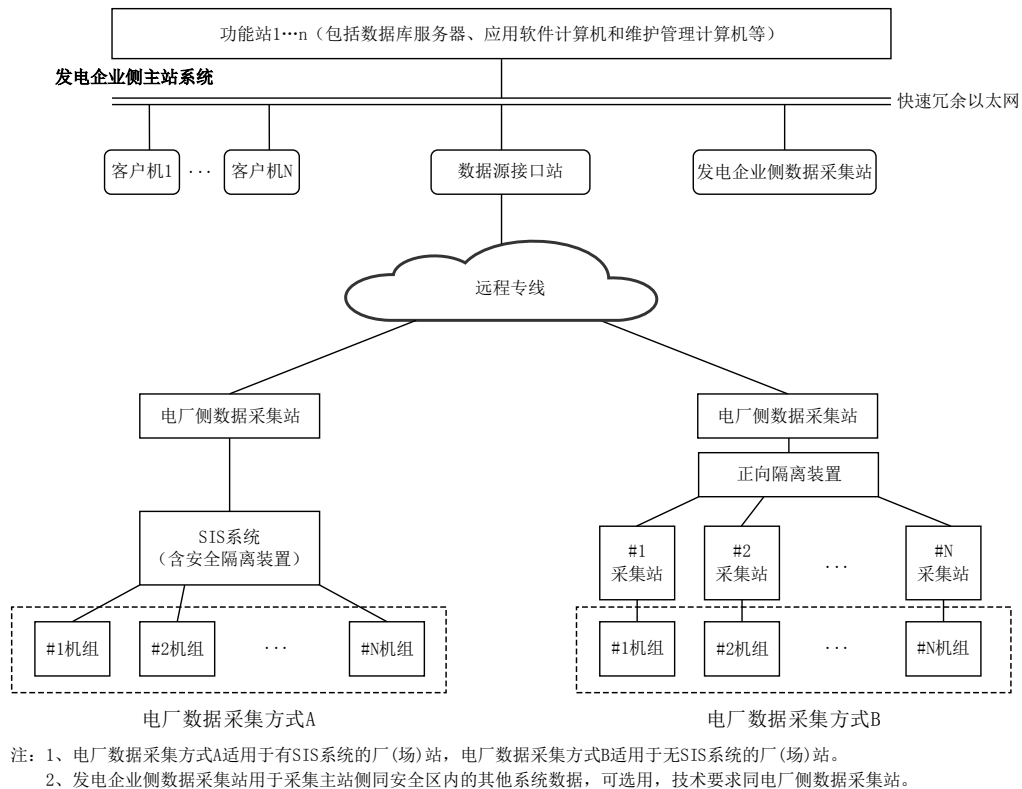 功能站1…n（包括数据库服务器、应用软件计算机和维护管理计算机等）
发电企业侧主站系统
快速冗余以太网
客户机1 ··· 客户机N 数据源接口站 发电企业侧数据采集站
远程专线
电厂侧数据采集站 电厂侧数据采集站
正向隔离装置
SIS系统
（含安全隔离装置）
#1
采集站
#2
采集站
···
#N
采集站
#1机组 #2机组 ··· #N机组
#1机组 #2机组 ··· #N机组
电厂数据采集方式A 电厂数据采集方式B
注：1、电厂数据采集方式A适用于有SIS系统的厂(场)站，电厂数据采集方式B适用于无SIS系统的厂(场)站。
2、发电企业侧数据采集站用于采集主站侧同安全区内的其他系统数据，可选用，技术要求同电厂侧数据采集站。